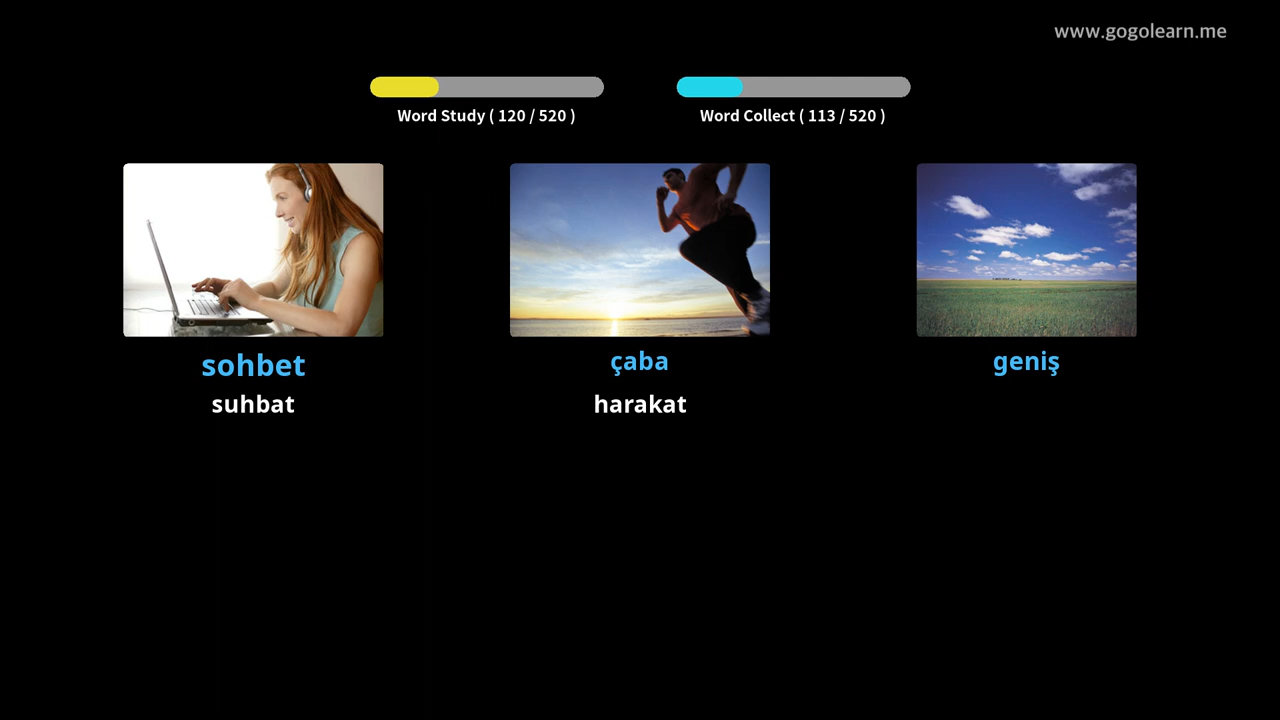 www.gogolearn.me
Word Study ( 120 / 520 )
Word Collect ( 113 / 520 )
sohbet
suhbat
çaba
harakat
geniş